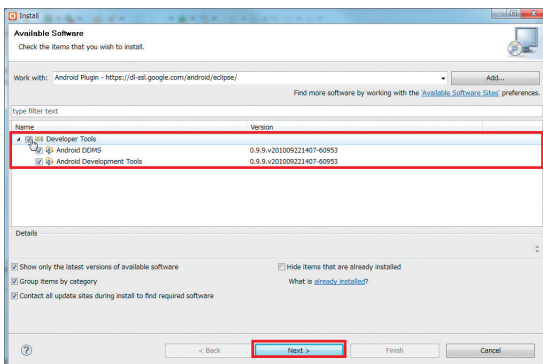 Install
Available Software
Check the items that you wish to install.
Work with: Android Plugin - https://dl-ssl.google.com/android/eclipse/ Add...
Find more software by working with the 'Available Software Sites' preferences.
type filter text
Name Version
Developer Tools
Android DDMS 0.9.9.v201009221407-60953
Android Development Tools 0.9.9.v201009221407-60953
Details
Show only the latest versions of available software Hide items that are already installed
Group items by category What is already installed?
Contact all update sites during install to find required software
? < Back Next > Finish Cancel